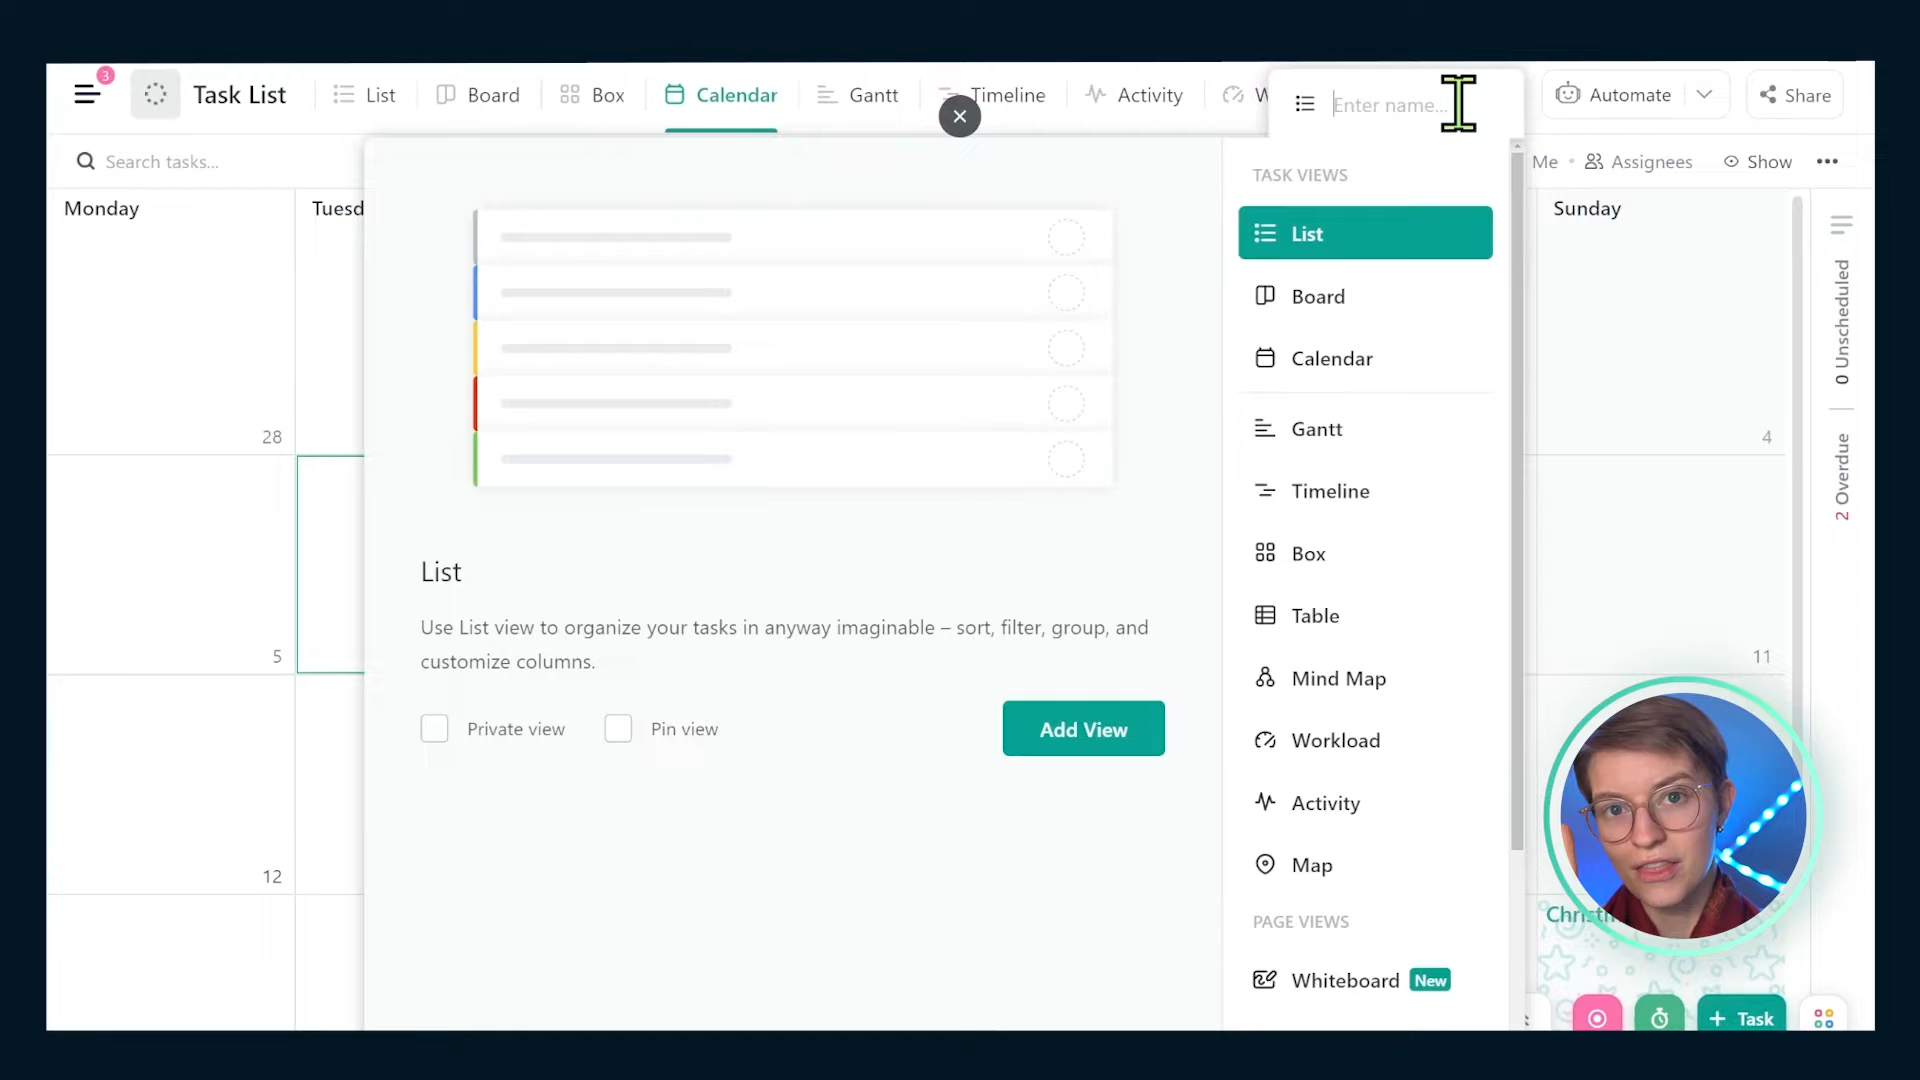 3
Task List
List
Board
Box
Calendar
Gantt
Timeline
Activity
W
Enter name...
Automate
Share
Search tasks...
Me
Assignees
Show
Monday
Tuesd
Sunday
TASK VIEWS
List
Board
Calendar
Gantt
Timeline
Box
Table
Mind Map
Workload
Activity
Map
PAGE VIEWS
Whiteboard New
28
4
5
11
12
0 Unscheduled
2 Overdue
List
Use List view to organize your tasks in anyway imaginable – sort, filter, group, and
customize columns.
Private view
Pin view
Add View
+ Task